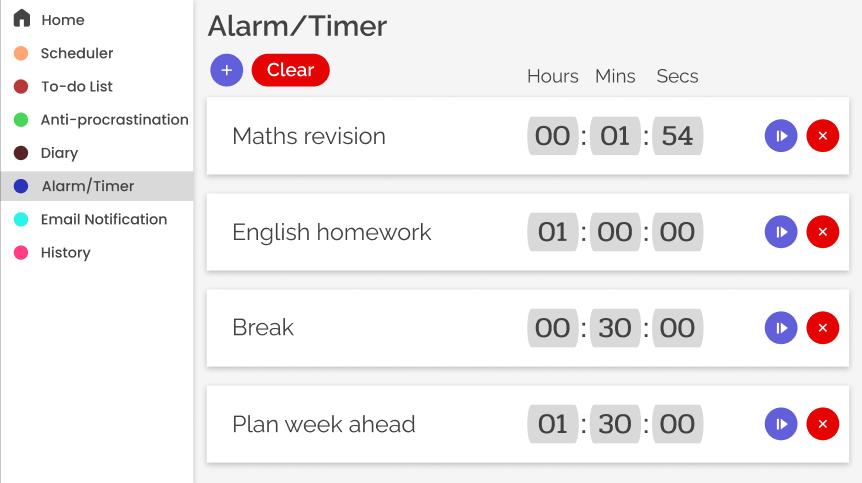 Home
Scheduler
To-do List
Anti-procrastination
Diary
Alarm/Timer
Email Notification
History
Alarm/Timer
+ Clear
Hours Mins Secs
Maths revision 00 : 01 : 54
English homework 01 : 00 : 00
Break 00 : 30 : 00
Plan week ahead 01 : 30 : 00